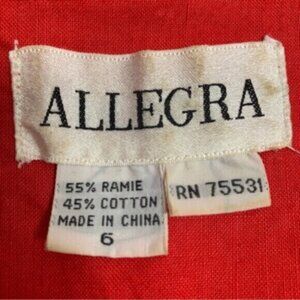 ALLEGRA
55% RAMIE
45% COTTON
MADE IN CHINA
6
RN 75531